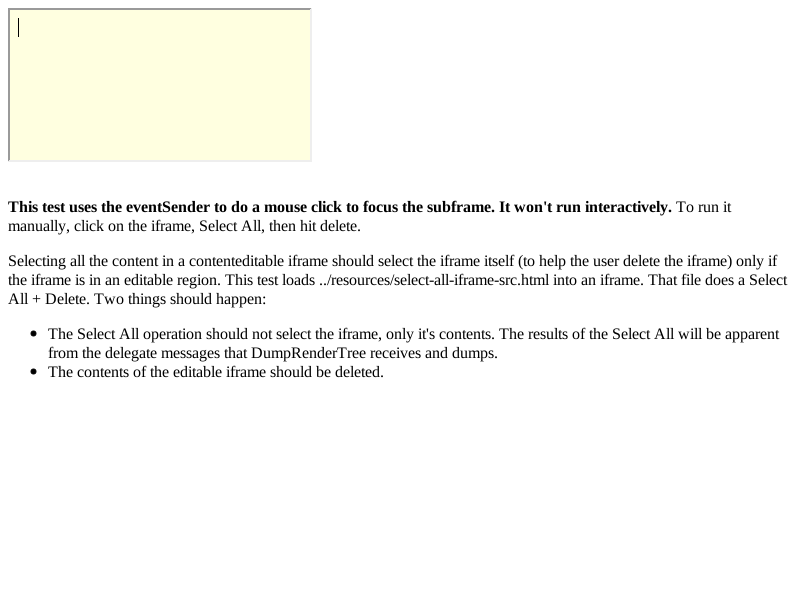 This test uses the eventSender to do a mouse click to focus the subframe. It won't run interactively. To run it
manually, click on the iframe, Select All, then hit delete.
Selecting all the content in a contenteditable iframe should select the iframe itself (to help the user delete the iframe) only if
the iframe is in an editable region. This test loads ../resources/select-all-iframe-src.html into an iframe. That file does a Select
All + Delete. Two things should happen:
The Select All operation should not select the iframe, only it's contents. The results of the Select All will be apparent
from the delegate messages that DumpRenderTree receives and dumps.
The contents of the editable iframe should be deleted.